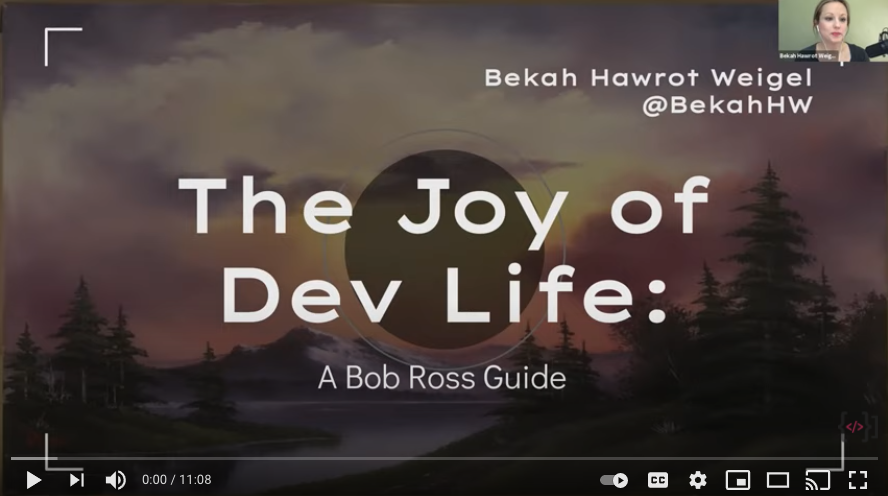 Bekah Hawrot Weig...
Bekah Hawrot Weigel
@BekahHW
The Joy of
Dev Life:
A Bob Ross Guide
</>
0:00 / 11:08
CC